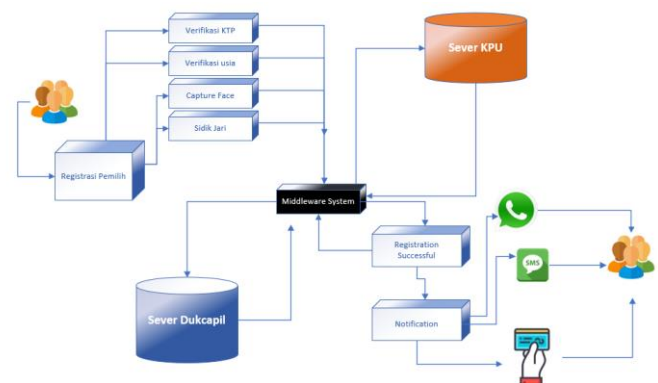 Verifikasi KTP
Verifikasi usia
Capture Face
Sidik Jari
Registrasi Pemilih
Sever KPU
Middleware System
Registration
Successful
SMS
Sever Dukcapil
Notification